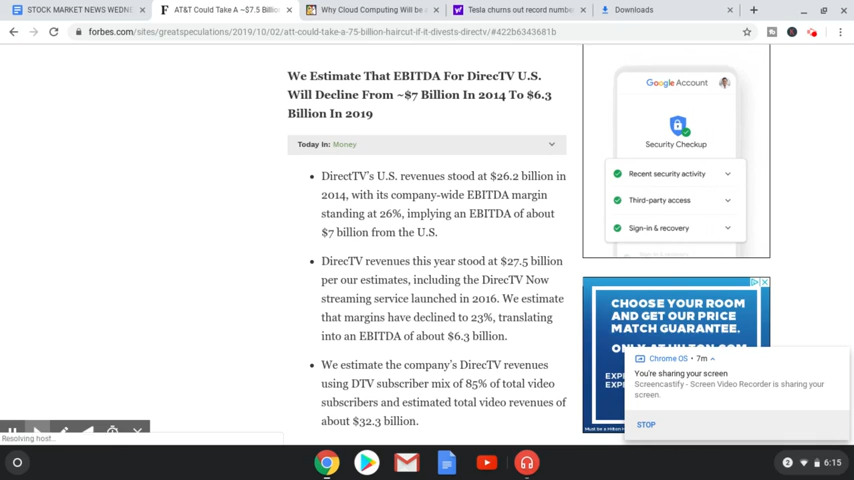 STOCK MARKET NEWS WEDNE
AT&T Could Take A ~$7.5 Billio
Why Cloud Computing Will be
Tesla churns out record numbe
Downloads
forbes.com/sites/greatspeculations/2019/10/02/att-could-take-a-75-billion-haircut-if-it-divests-directv/#422b63643681b
We Estimate That EBITDA For DirecTV U.S.
Will Decline From ~$7 Billion In 2014 To $6.3
Billion In 2019
Today In: Money
DirectTV's U.S. revenues stood at $26.2 billion in
2014, with its company-wide EBITDA margin
standing at 26%, implying an EBITDA of about
$7 billion from the U.S.
DirecTV revenues this year stood at $27.5 billion
per our estimates, including the DirecTV Now
streaming service launched in 2016. We estimate
that margins have declined to 23%, translating
into an EBITDA of about $6.3 billion.
We estimate the company's DirecTV revenues
using DTV subscriber mix of 85% of total video
subscribers and estimated total video revenues of
about $32.3 billion.
Google Account
Security Checkup
Recent security activity
Third-party access
Sign-in & recovery
CHOOSE YOUR ROOM
AND GET OUR PRICE
MATCH GUARANTEE.
Must be a Hilton H
Chrome OS • 7m
You're sharing your screen
Screencastify - Screen Video Recorder is sharing your
screen.
STOP
Resolving host...
2
6:15